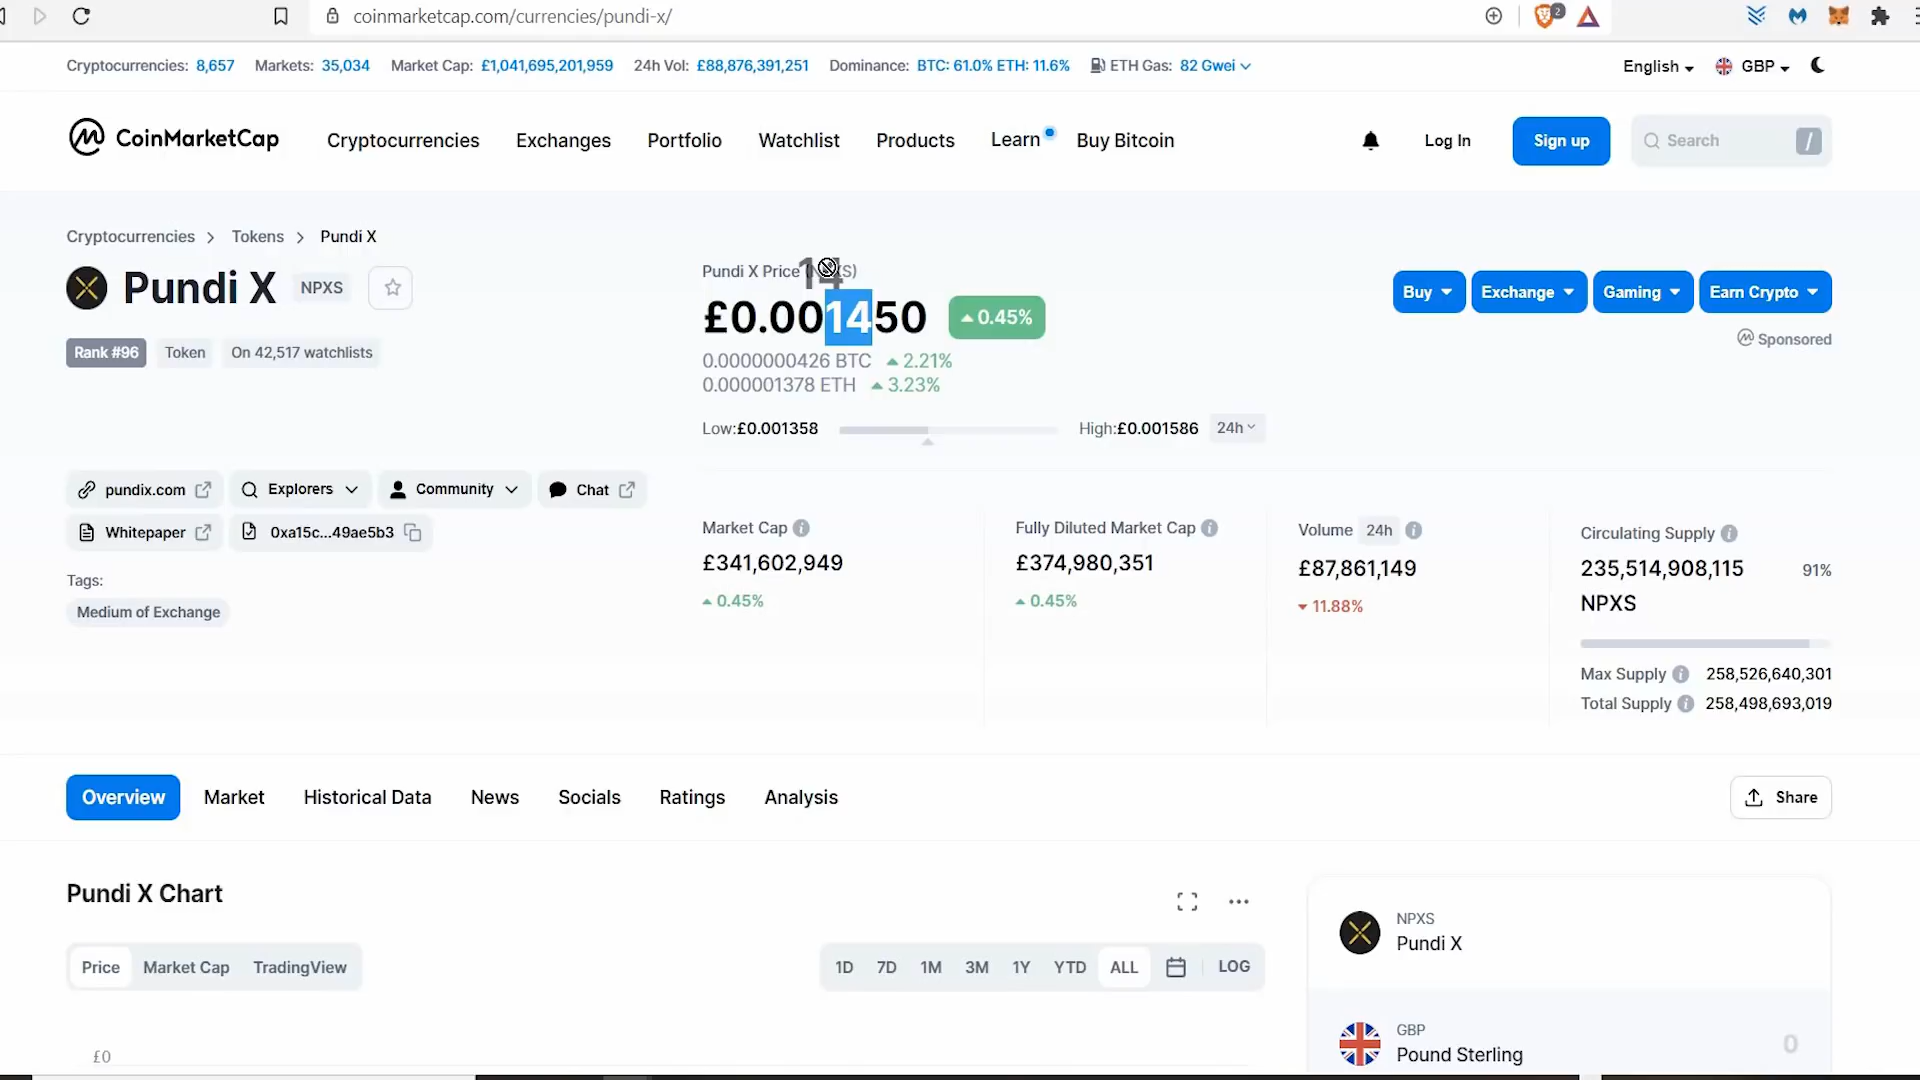 coinmarketcap.com/currencies/pundi-x/
2
Cryptocurrencies: 8,657 Markets: 35,034 Market Cap: £1,041,695,201,959 24h Vol: £88,876,391,251 Dominance: BTC: 61.0% ETH: 11.6% ETH Gas: 82 Gwei English GBP
CoinMarketCap Cryptocurrencies Exchanges Portfolio Watchlist Products Learn Buy Bitcoin Log In Sign up Search /
Cryptocurrencies > Tokens > Pundi X
Pundi X NPXS
Rank #96 Token On 42,517 watchlists
Pundi X Price
14
£0.001450 0.45%
0.0000000426 BTC 2.21%
0.000001378 ETH 3.23%
Low:£0.001358 High:£0.001586 24h
Buy Exchange Gaming Earn Crypto
Sponsored
pundix.com Explorers Community Chat
Whitepaper 0xa15c...49ae5b3
Tags:
Medium of Exchange
Market Cap
£341,602,949
0.45%
Fully Diluted Market Cap
£374,980,351
0.45%
Volume 24h
£87,861,149
11.88%
Circulating Supply
235,514,908,115 91%
NPXS
Max Supply 258,526,640,301
Total Supply 258,498,693,019
Overview Market Historical Data News Socials Ratings Analysis Share
Pundi X Chart
Price Market Cap TradingView 1D 7D 1M 3M 1Y YTD ALL LOG
£0
NPXS
Pundi X
GBP
Pound Sterling 0